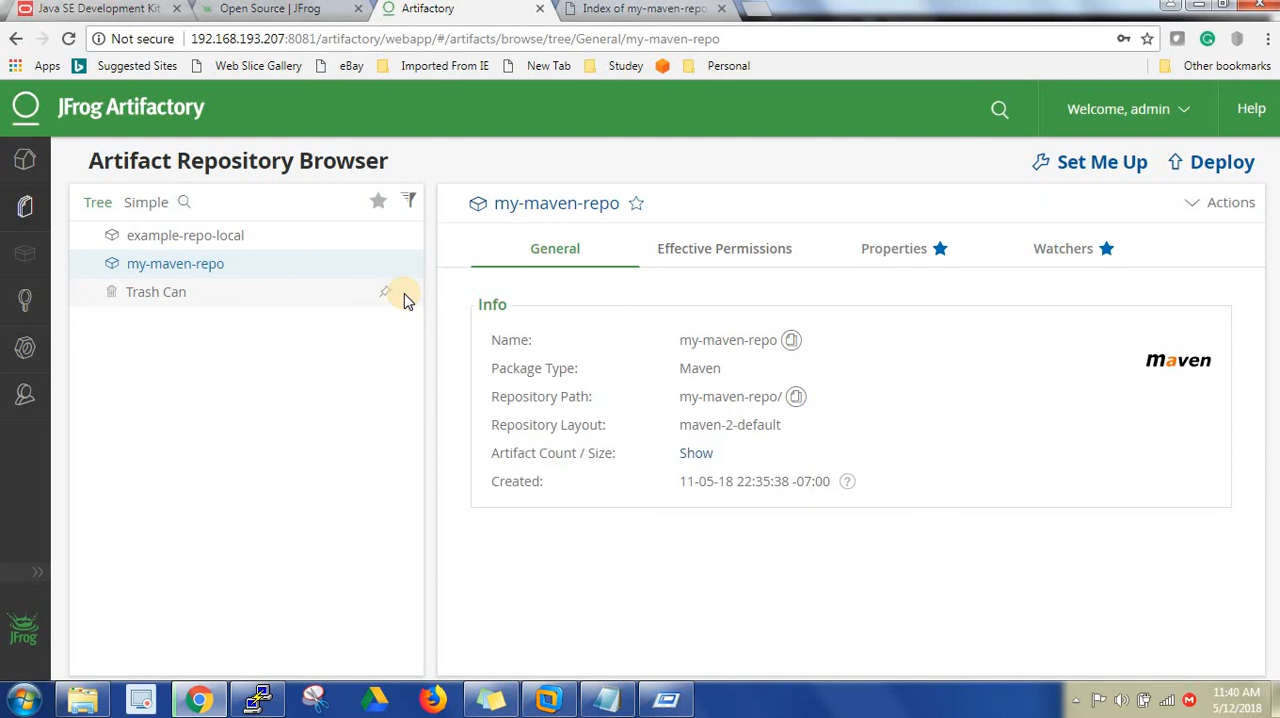 Java SE Development Kit
Open Source | JFrog
Artifactory
Index of my-maven-repo
Not secure 192.168.193.207:8081/artifactory/webapp/#/artifacts/browse/tree/General/my-maven-repo
Apps Suggested Sites Web Slice Gallery eBay Imported From IE New Tab Studey Personal Other bookmarks
JFrog Artifactory
Welcome, admin
Help
Artifact Repository Browser
Set Me Up
Deploy
Tree Simple
example-repo-local
my-maven-repo
Trash Can
my-maven-repo
Actions
General Effective Permissions Properties Watchers
Info
Name: my-maven-repo
Package Type: Maven
maven
Repository Path: my-maven-repo/
Repository Layout: maven-2-default
Artifact Count / Size: Show
Created: 11-05-18 22:35:38 -07:00 ?
JFrog
11:40 AM
5/12/2018